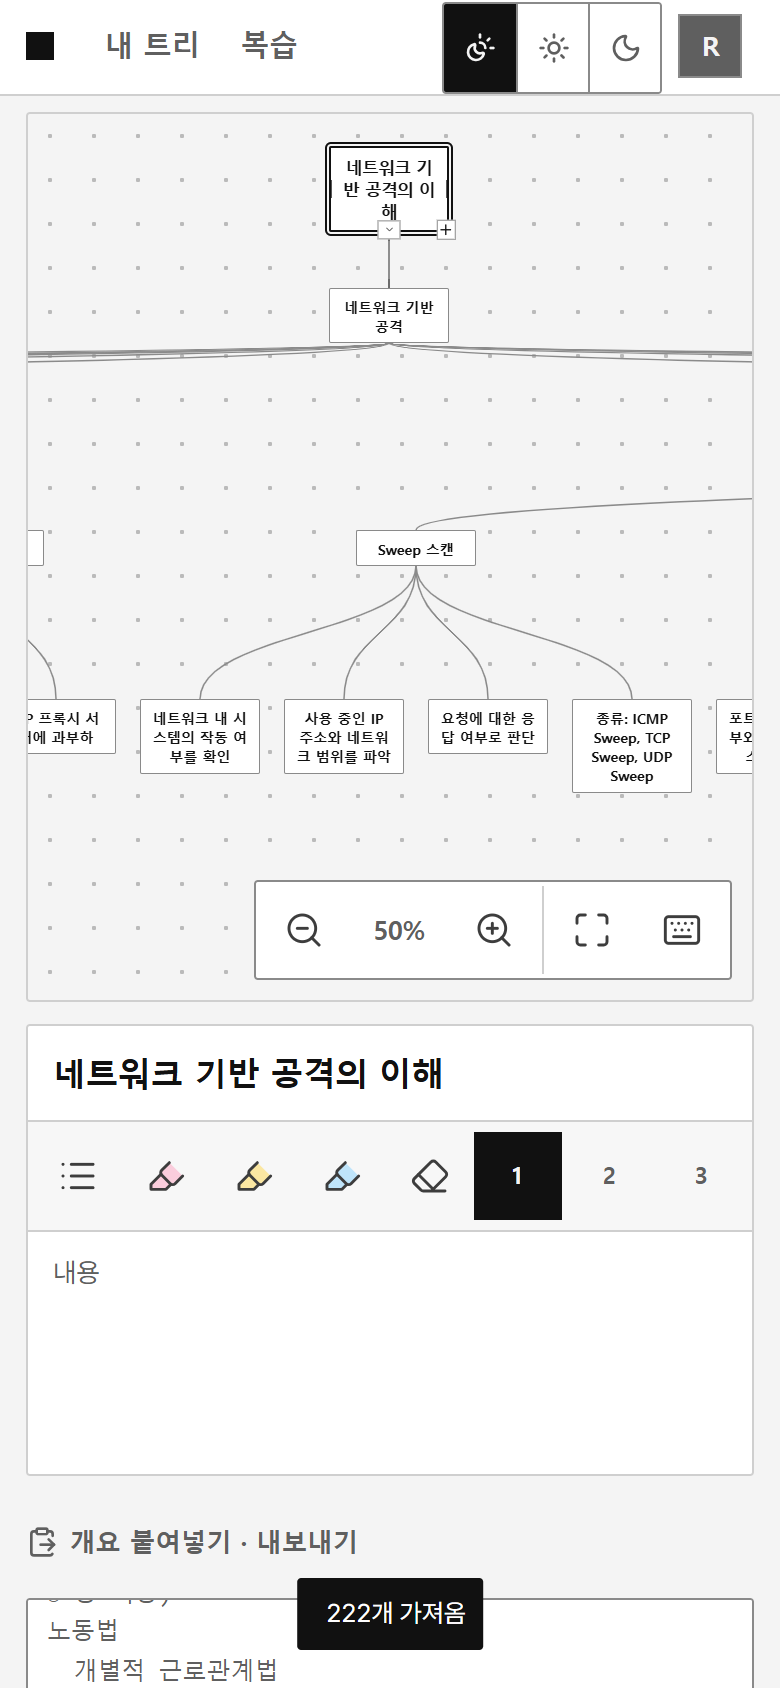 내 트리
복습
R
네트워크 기
반 공격의 이
해
네트워크 기반
공격
Sweep 스캔
프록시 서
과부하
네트워크 내 시
스템의 작동 여
부를 확인
사용 중인 IP
주소와 네트워
크 범위를 파악
요청에 대한 응
답 여부로 판단
종류: ICMP
Sweep, TCP
Sweep, UDP
Sweep
포트
50%
네트워크 기반 공격의 이해
1
2
3
내용
개요 붙여넣기 · 내보내기
222개 가져옴
노동법
개별적 근로관계법